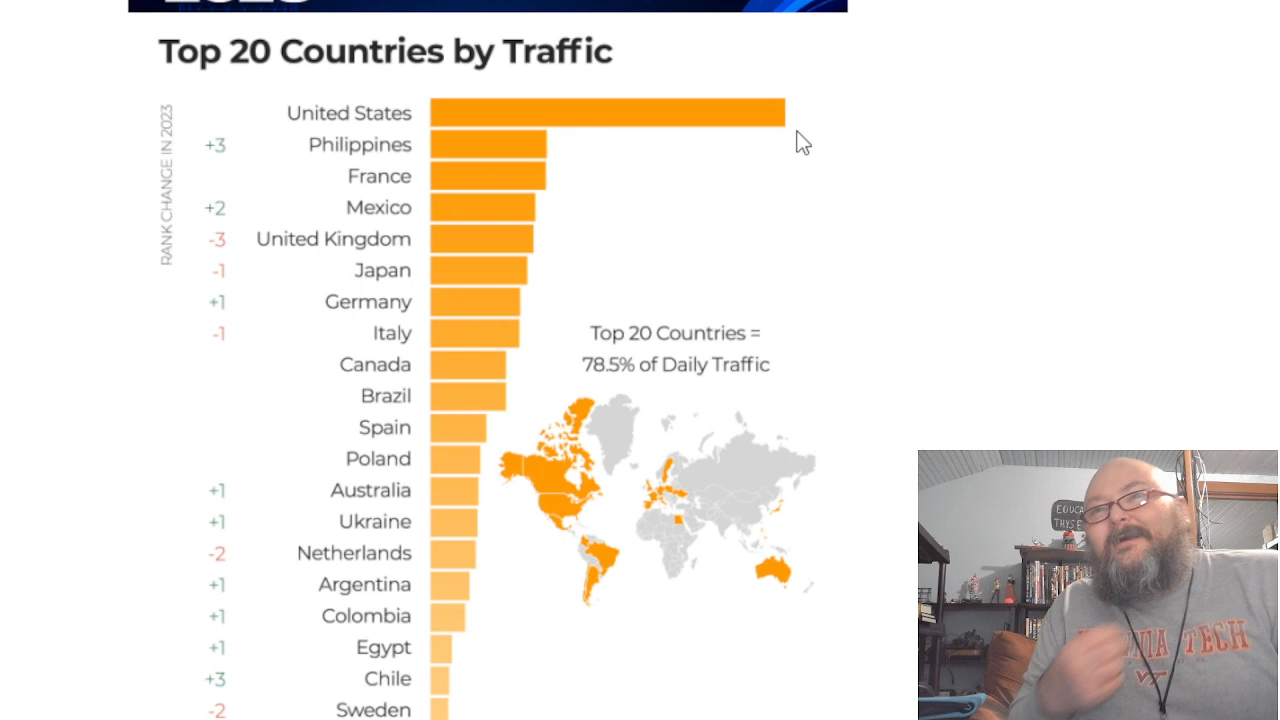 Top 20 Countries by Traffic
RANK CHANGE IN 2023
United States
+3 Philippines
France
+2 Mexico
-3 United Kingdom
-1 Japan
+1 Germany
-1 Italy
Top 20 Countries =
78.5% of Daily Traffic
Canada
Brazil
Spain
Poland
+1 Australia
+1 Ukraine
-2 Netherlands
+1 Argentina
+1 Colombia
+1 Egypt
+3 Chile
-2 Sweden
TECH
VT